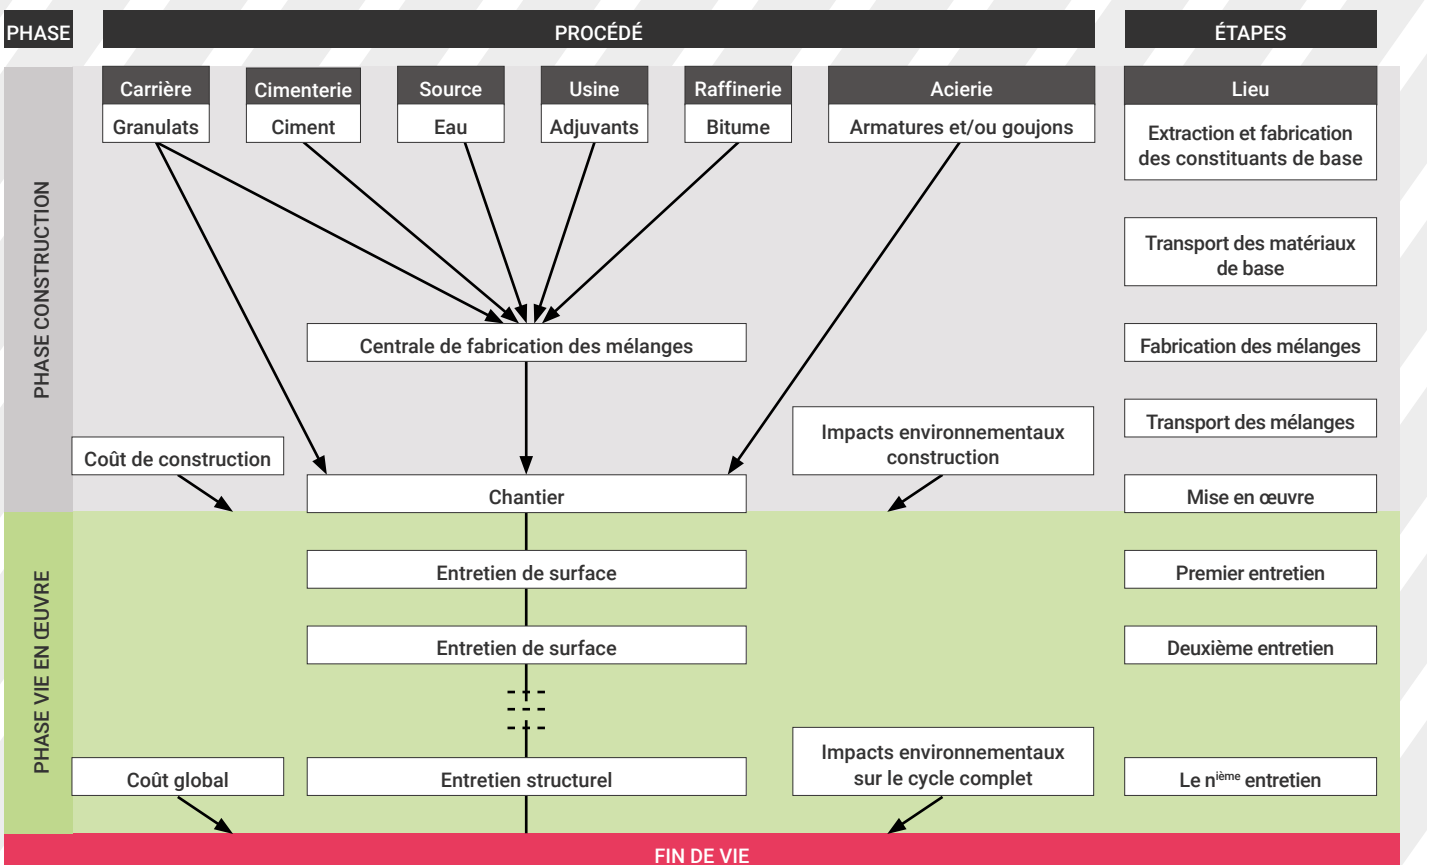 PHASE
PROCÉDÉ
ÉTAPES
PHASE CONSTRUCTION
Carrière
Granulats
Cimenterie
Ciment
Source
Eau
Usine
Adjuvants
Raffinerie
Bitume
Acierie
Armatures et/ou goujons
Lieu
Extraction et fabrication
des constituants de base
Transport des matériaux
de base
Centrale de fabrication des mélanges
Fabrication des mélanges
Transport des mélanges
Coût de construction
Impacts environnementaux
construction
Chantier
Mise en œuvre
PHASE VIE EN ŒUVRE
Entretien de surface
Premier entretien
Entretien de surface
Deuxième entretien
Coût global
Entretien structurel
Impacts environnementaux
sur le cycle complet
Le nième entretien
FIN DE VIE